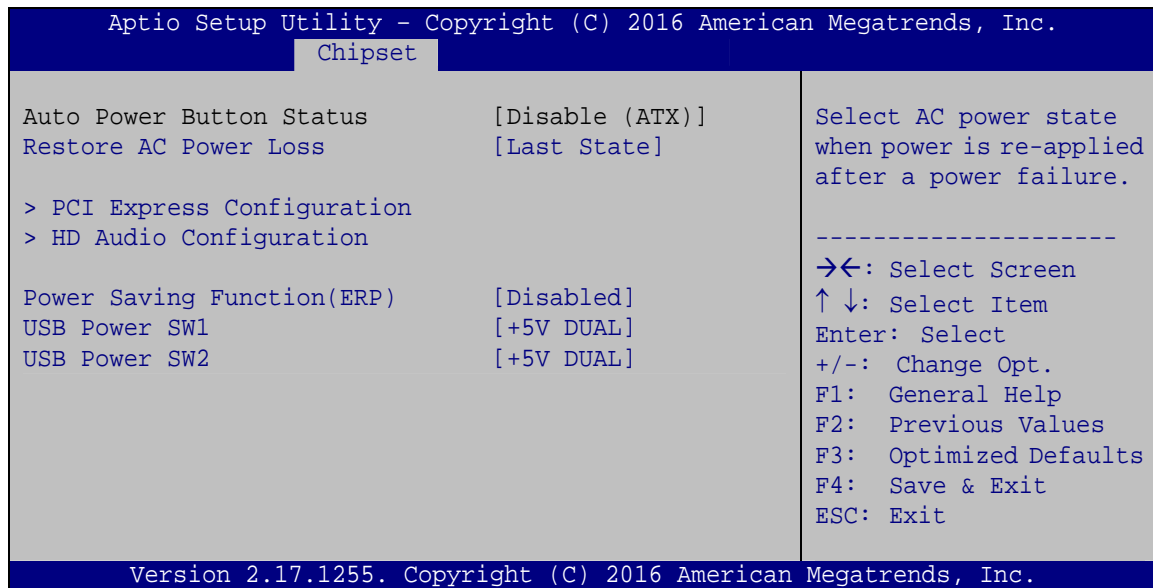 Aptio Setup Utility – Copyright (C) 2016 American Megatrends, Inc.
Chipset
Auto Power Button Status [Disable (ATX)]
Restore AC Power Loss [Last State]
> PCI Express Configuration
> HD Audio Configuration
Power Saving Function(ERP) [Disabled]
USB Power SW1 [+5V DUAL]
USB Power SW2 [+5V DUAL]
Select AC power state
when power is re-applied
after a power failure.
---------------------
→←: Select Screen
↑ ↓: Select Item
Enter: Select
+/-: Change Opt.
F1: General Help
F2: Previous Values
F3: Optimized Defaults
F4: Save & Exit
ESC: Exit
Version 2.17.1255. Copyright (C) 2016 American Megatrends, Inc.